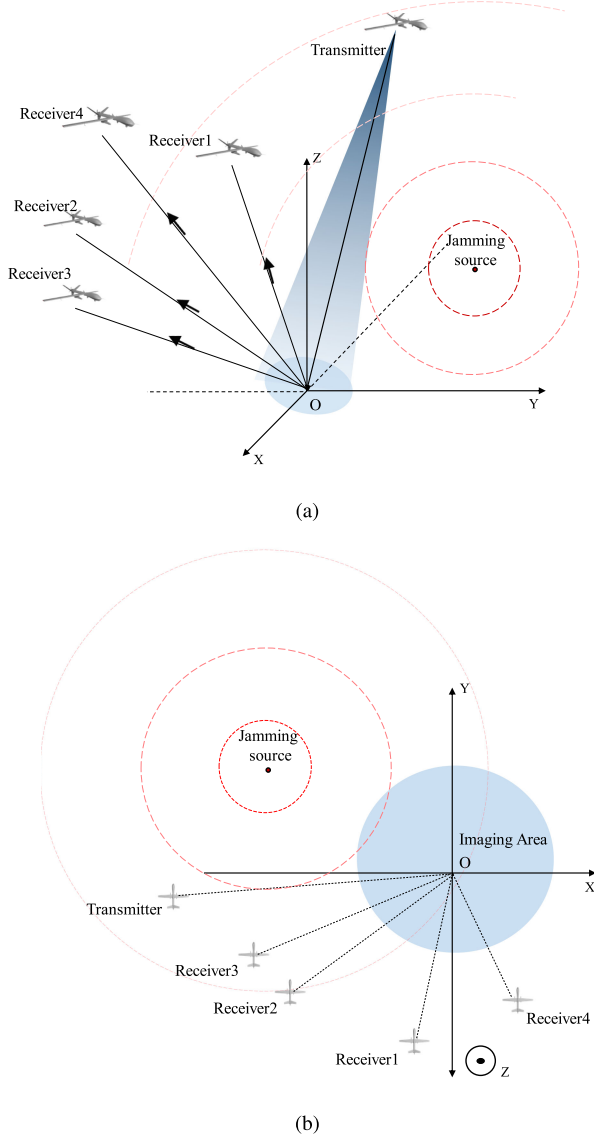 Transmitter
Receiver4
Receiver1
Z
Receiver2
Jamming
source
Receiver3
O
Y
X
(a)
Y
Jamming
source
Imaging Area
O
X
Transmitter
Receiver3
Receiver2
Receiver4
Receiver1
Z
(b)